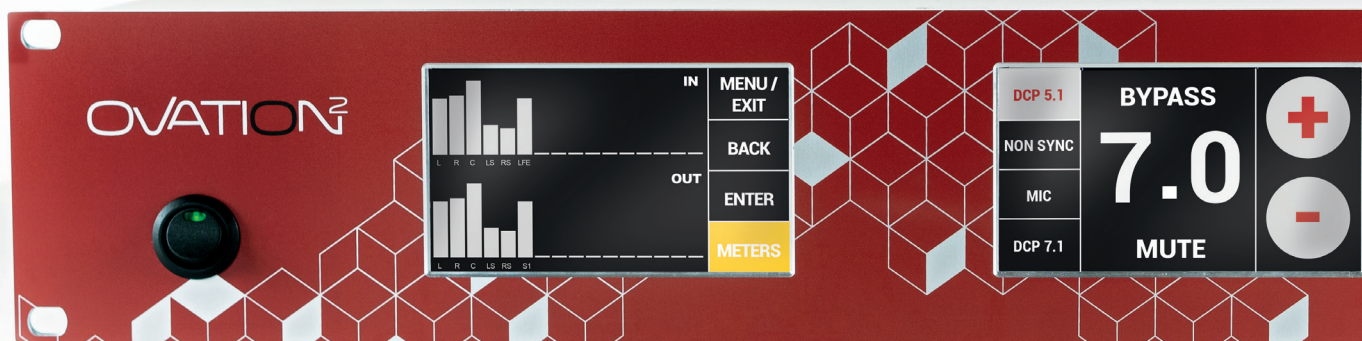 OVATION2
IN
L R C LS RS LFE
OUT
L R C LS RS S1
MENU /
EXIT
BACK
ENTER
METERS
DCP 5.1
NON SYNC
MIC
DCP 7.1
BYPASS
7.0
MUTE
+
-